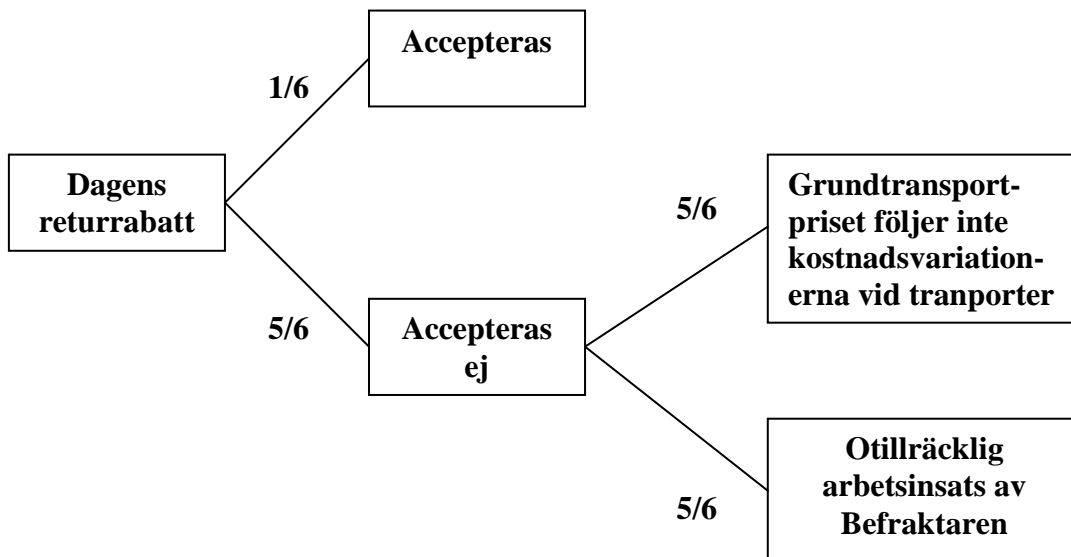 Accepteras
1/6
Dagens
returrabatt
5/6
Accepteras
ej
5/6
Grundtransport-
priset följer inte
kostnadsvariation-
erna vid tranporter
5/6
Otillräcklig
arbetsinsats av
Befraktaren